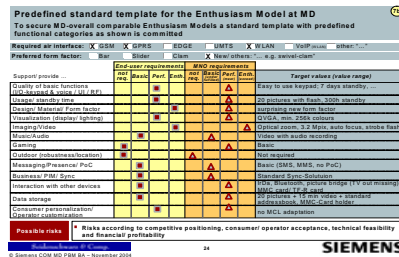 Predefined standard template for the Enthusiasm Model at MD
To secure MD-overall comparable Enthusiasm Models a standard template with predefined
functional categories as shown is committed
Required air interface: X GSM X GPRS EDGE UMTS X WLAN VoIP other: "..."
Preferred form factor: Bar Slider Clam X New/others "... e.g. swivel-clam"
End-user requirements MNO requirements
Support/provide ... not req. Basic Perf. Enth. not req. Basic Perf. Enth. Target values (value range)
Quality of basic functions
(I/O-keypad & voice / UI / RF) Easy to use keypad; 7 days standby, ...
Usage/ standby time 20 pictures with flash, 300h standby
Design/ Material/ Form factor surprising new form factor
Visualization (display/ lighting) QVGA, min. 256k colours
Imaging/Video Optical zoom, 3.2 Mpix, auto focus, strobe flash
Music/Audio Video with audio recording
Gaming Basic
Outdoor (robustness/location) Not required
Messaging/Presence/ PoC Basic (SMS, MMS, no PoC)
Business/ PIM/ Sync Standard Sync-Solution
Interaction with other devices IrDa, Bluetooth, picture bridge (TV out missing)
MMC card/ TF-R card
Data storage 20 pictures + 15 min video + standard
addressbook, MMC-Card holder
Consumer personalization/
Operator customization no MCL adaptation
Possible risks Risks according to competitive positioning, consumer/ operator acceptance, technical feasibility
and financial/ profitability
24
SIEMENS
© Siemens COM MD PBM BA – November 2004